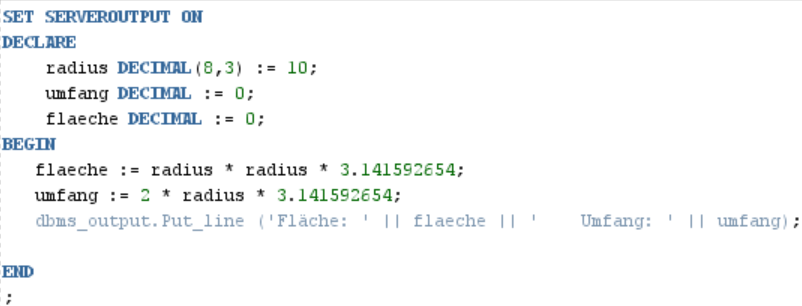 SET SERVEROUTPUT ON
DECLARE
    radius DECIMAL(8,3) := 10;
    umfang DECIMAL := 0;
    flaeche DECIMAL := 0;
BEGIN
   flaeche := radius * radius * 3.141592654;
   umfang := 2 * radius * 3.141592654;
   dbms_output.Put_line ('Fläche: ' || flaeche || '    Umfang: ' || umfang);
END
;